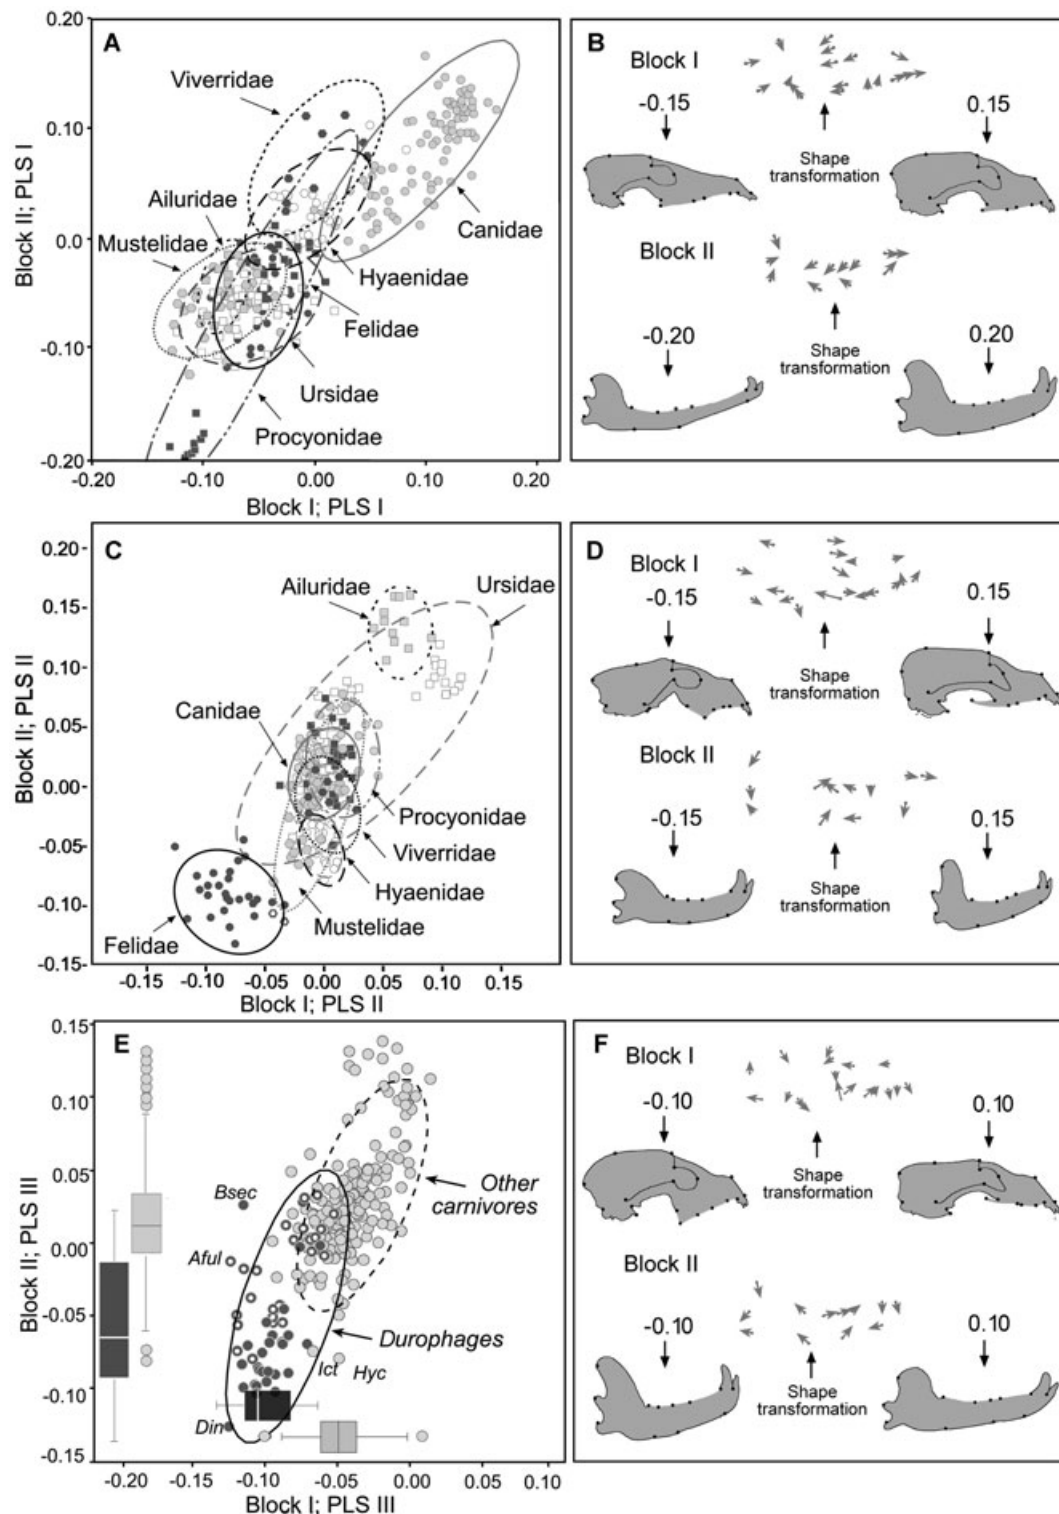 A
0.20
0.10
0.0
-0.10
-0.20
-0.20
-0.10
0.00
0.10
0.20
Block II; PLS I
Block I; PLS I
Viverridae
Ailuridae
Mustelidae
Canidae
Hyaenidae
Felidae
Ursidae
Procyonidae
B
Block I
-0.15
0.15
Shape
transformation
Block II
-0.20
0.20
Shape
transformation
C
0.20
0.15
0.10
0.05
0.00
-0.05
-0.10
-0.15
-0.15
-0.10
-0.05
0.00
0.05
0.10
0.15
Block II; PLS II
Block I; PLS II
Ailuridae
Ursidae
Canidae
Procyonidae
Viverridae
Hyaenidae
Mustelidae
Felidae
D
Block I
-0.15
0.15
Shape
transformation
Block II
-0.15
0.15
Shape
transformation
E
0.15
0.10
0.05
0.00
-0.05
-0.10
-0.15
-0.20
-0.15
-0.10
-0.05
0.00
0.05
0.10
Block II; PLS III
Block I; PLS III
Bsec
Aful
Other
carnivores
Durophages
Ict
Hyc
Din
F
Block I
-0.10
0.10
Shape
transformation
Block II
-0.10
0.10
Shape
transformation